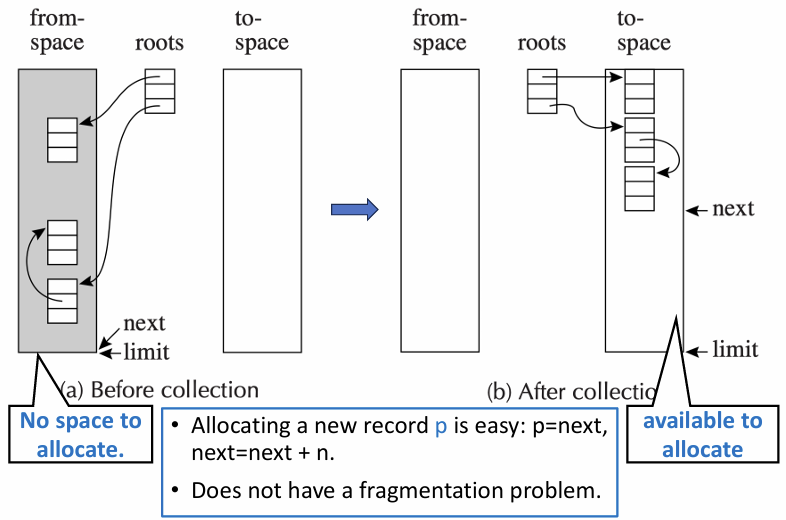 from-
space
roots
to-
space
from-
space
roots
to-
space
next
next
limit
limit
(a) Before collection
(b) After collectio
No space to
allocate.
• Allocating a new record p is easy: p=next,
next=next + n.
• Does not have a fragmentation problem.
available to
allocate